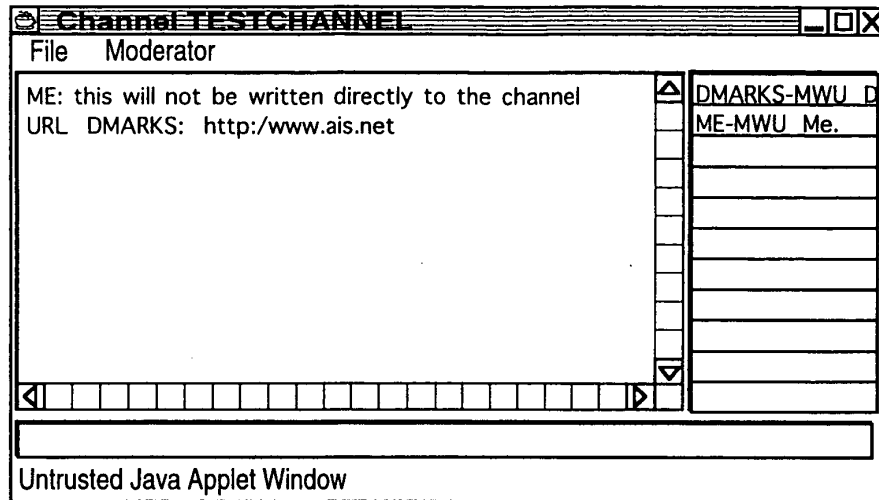 Channel TESTCHANNEL
File Moderator
ME: this will not be written directly to the channel
URL DMARKS: http:/www.ais.net
DMARKS-MWU D
ME-MWU Me.
Untrusted Java Applet Window